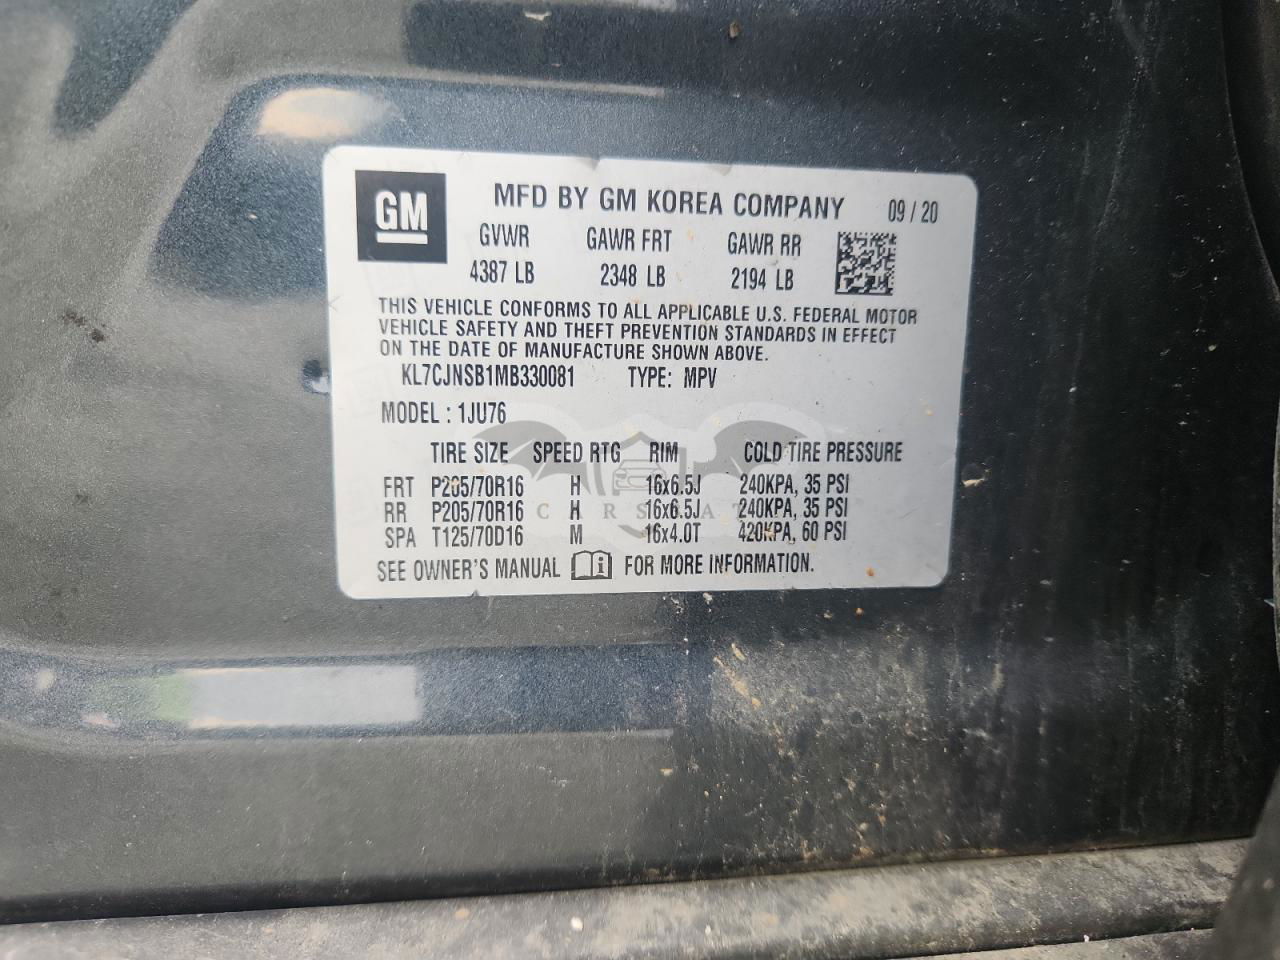 GM
MFD BY GM KOREA COMPANY 09 / 20
GVWR GAWR FRT GAWR RR
4387 LB 2348 LB 2194 LB
THIS VEHICLE CONFORMS TO ALL APPLICABLE U.S. FEDERAL MOTOR
VEHICLE SAFETY AND THEFT PREVENTION STANDARDS IN EFFECT
ON THE DATE OF MANUFACTURE SHOWN ABOVE.
KL7CJNSB1MB330081 TYPE: MPV
MODEL : 1JU76
TIRE SIZE SPEED RTG RIM COLD TIRE PRESSURE
FRT P205/70R16 H 16x6.5J 240KPA, 35 PSI
RR P205/70R16 H 16x6.5J 240KPA, 35 PSI
SPA T125/70D16 M 16x4.0T 420KPA, 60 PSI
SEE OWNER'S MANUAL i FOR MORE INFORMATION.